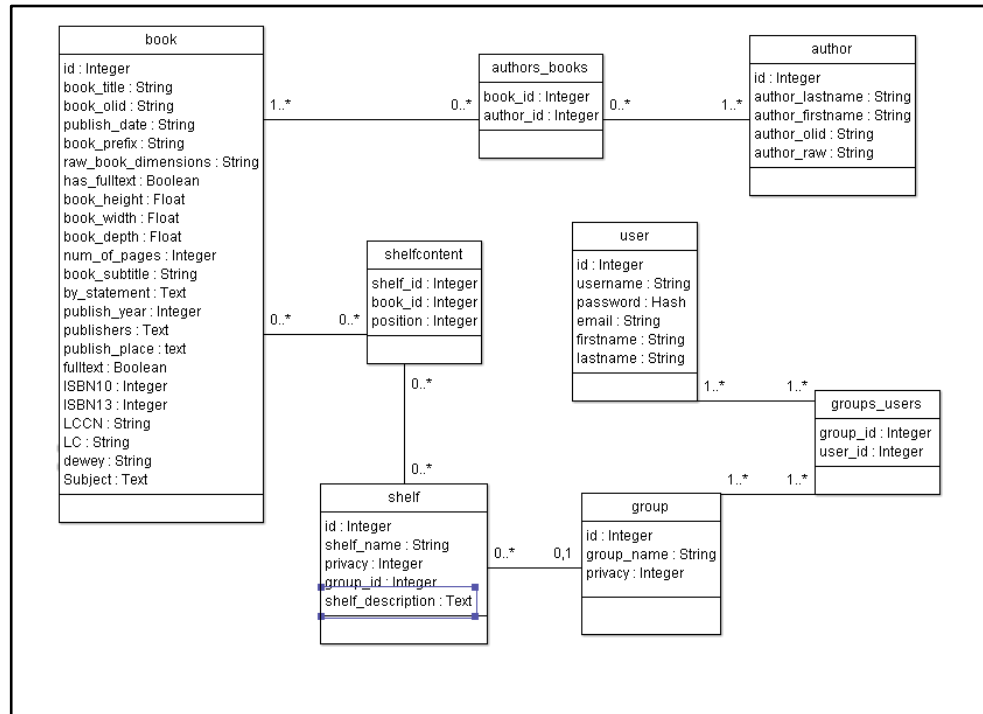 book
id : Integer
book_title : String
book_olid : String
publish_date : String
book_prefix : String
raw_book_dimensions : String
has_fulltext : Boolean
book_height : Float
book_width : Float
book_depth : Float
num_of_pages : Integer
book_subtitle : String
by_statement : Text
publish_year : Integer
publishers : Text
publish_place : text
fulltext : Boolean
ISBN10 : Integer
ISBN13 : Integer
LCCN : String
LC : String
dewey : String
Subject : Text
1..*
0..*
authors_books
book_id : Integer
author_id : Integer
0..*
1..*
author
id : Integer
author_lastname : String
author_firstname : String
author_olid : String
author_raw : String
0..*
0..*
shelfcontent
shelf_id : Integer
book_id : Integer
position : Integer
0..*
0..*
user
id : Integer
username : String
password : Hash
email : String
firstname : String
lastname : String
1..*
1..*
groups_users
group_id : Integer
user_id : Integer
1..*
1..*
shelf
id : Integer
shelf_name : String
privacy : Integer
group_id : Integer
shelf_description : Text
0..*
0,1
group
id : Integer
group_name : String
privacy : Integer